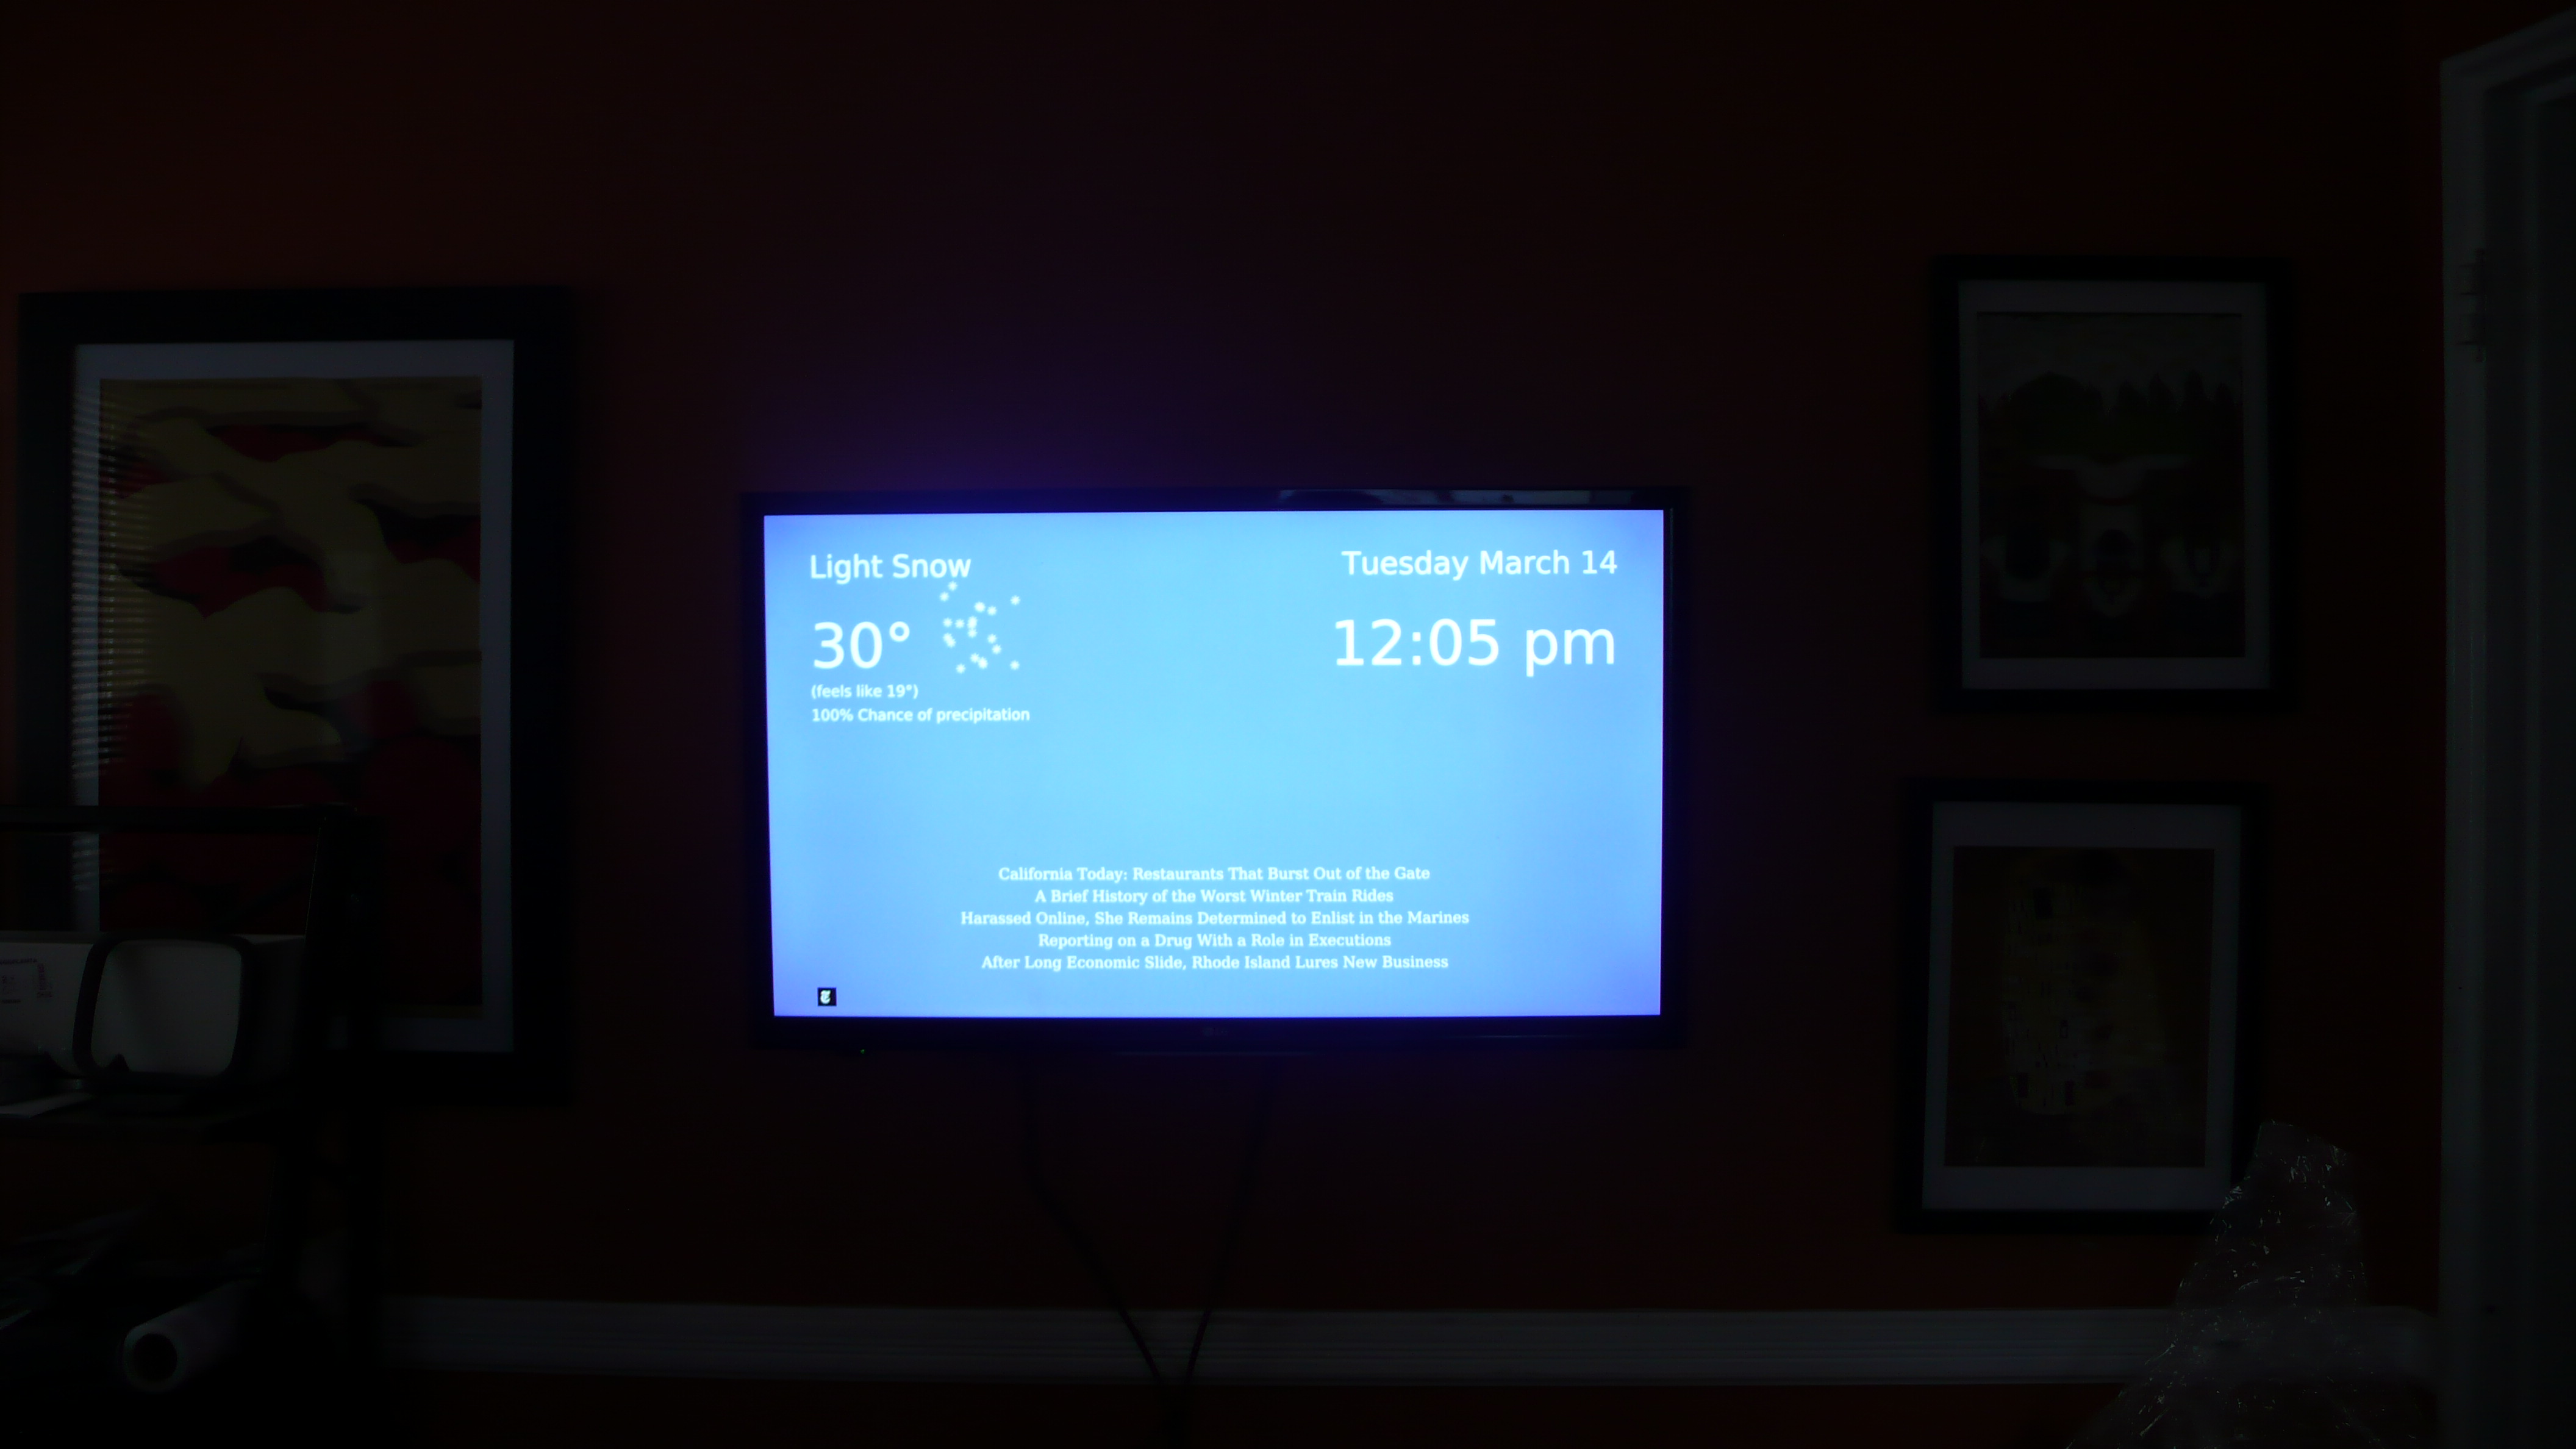 Light Snow
Tuesday March 14
30°
12:05 pm
(feels like 19°)
100% Chance of precipitation
California Today: Restaurants That Burst Out of the Gate
A Brief History of the Worst Winter Train Rides
Harassed Online, She Remains Determined to Enlist in the Marines
Reporting on a Drug With a Role in Executions
After Long Economic Slide, Rhode Island Lures New Business